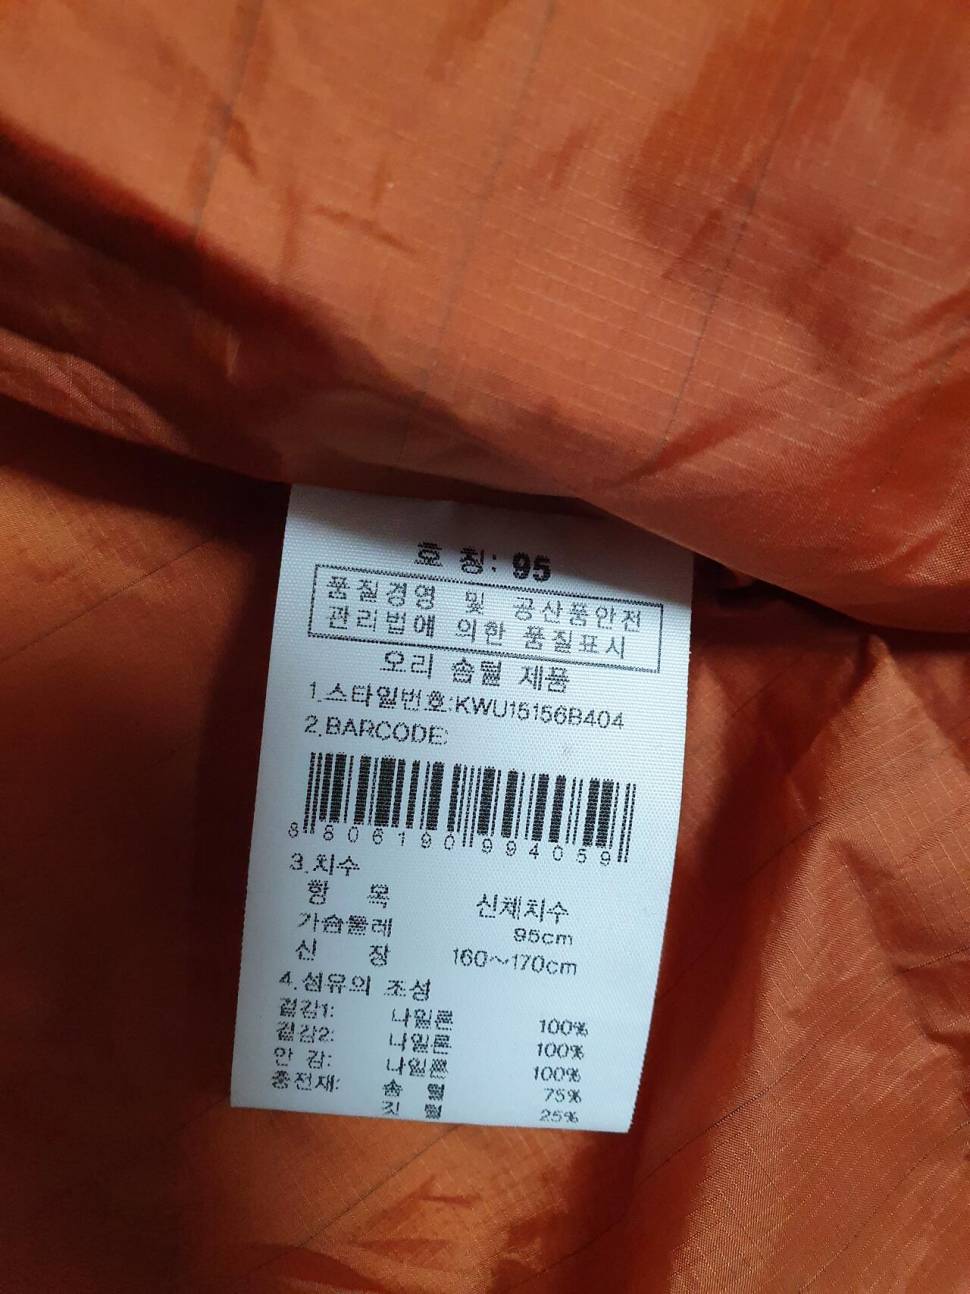 호 칭: 95
품질경영 및 공산품안전
관리법에 의한 품질표시
오리 솜털 제품
1.스타일번호:KWU15156B404
2.BARCODE:
8806190994059
3.치수
항 목 신체치수
가슴둘레 95cm
신 장 160~170cm
4.섬유의 조성
겉감1: 나일론 100%
겉감2: 나일론 100%
안 감: 나일론 100%
충전재: 솜 털 75%
깃 털 25%